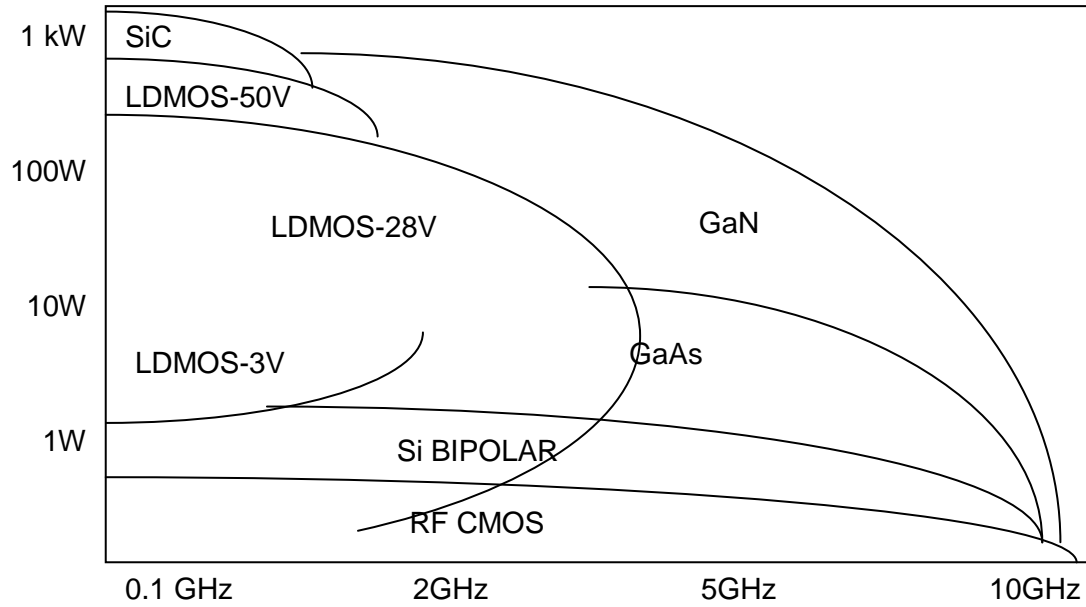 1 kW
SiC
LDMOS-50V
100W
LDMOS-28V
GaN
10W
LDMOS-3V
GaAs
1W
Si BIPOLAR
RF CMOS
0.1 GHz
2GHz
5GHz
10GHz